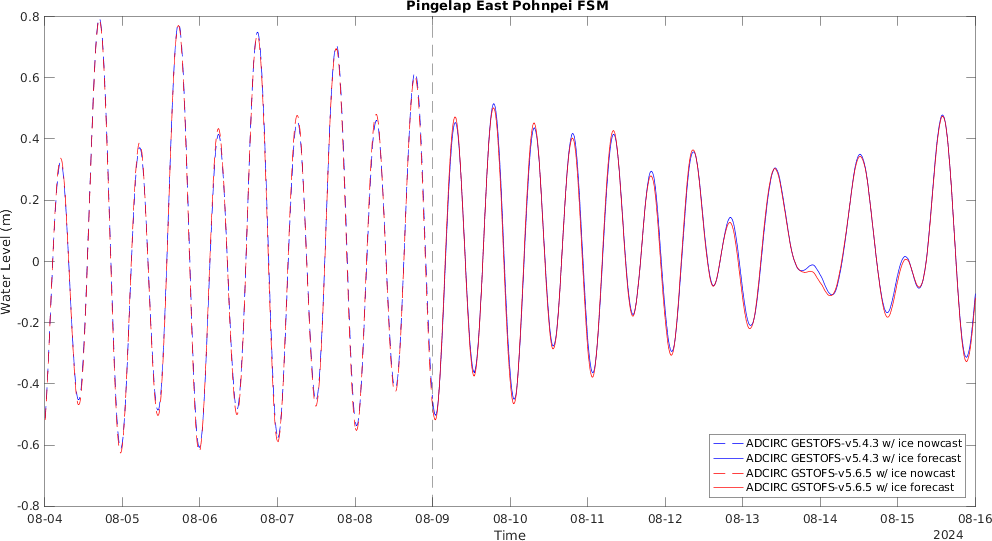 Pingelap East Pohnpei FSM
0.8
0.6
0.4
0.2
0
-0.2
-0.4
-0.6
-0.8
Water Level (m)
ADCIRC GESTOFS-v5.4.3 w/ ice nowcast
ADCIRC GESTOFS-v5.4.3 w/ ice forecast
ADCIRC GSTOFS-v5.6.5 w/ ice nowcast
ADCIRC GSTOFS-v5.6.5 w/ ice forecast
08-04 08-05 08-06 08-07 08-08 08-09 08-10 08-11 08-12 08-13 08-14 08-15 08-16
Time
2024